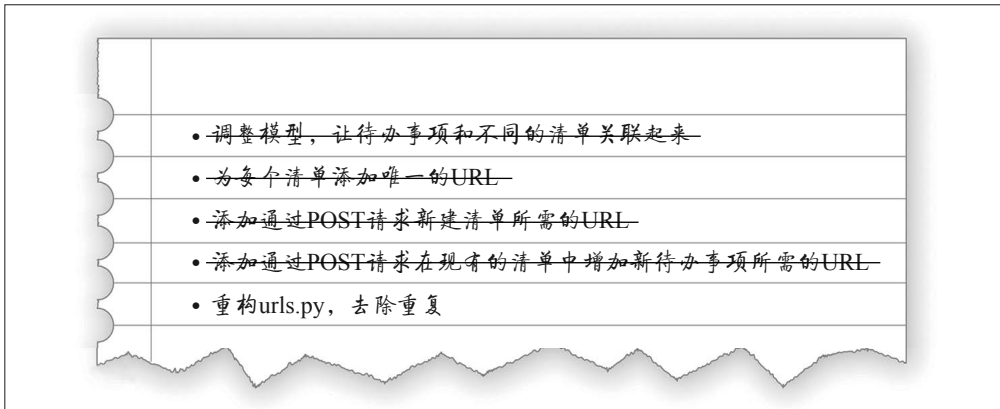 • 调整模型，让待办事项和不同的清单关联起来
• 为每个清单添加唯一的URL
• 添加通过POST请求新建清单所需的URL
• 添加通过POST请求在现有的清单中增加新待办事项所需的URL
• 重构urls.py，去除重复